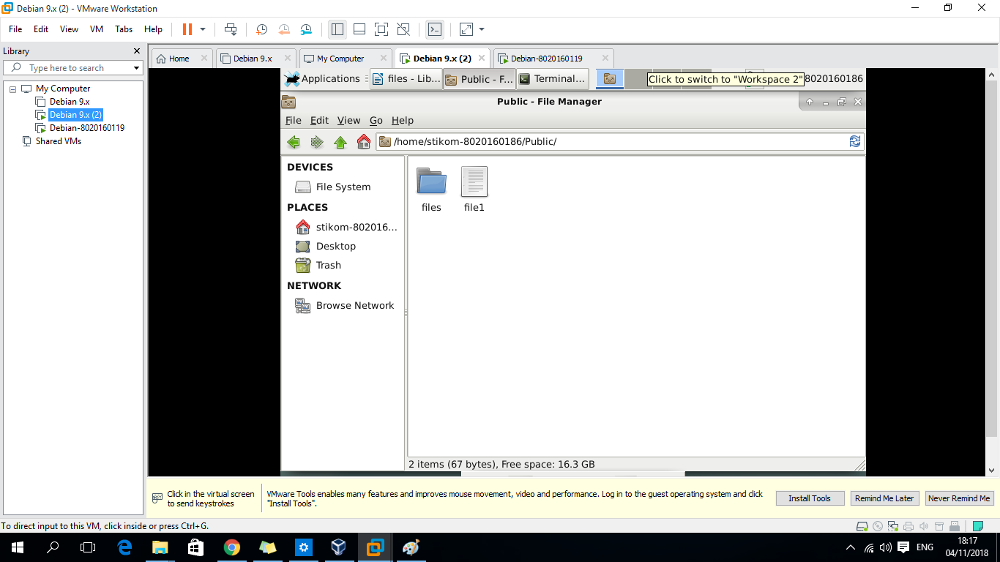 Debian 9.x (2) - VMware Workstation
File Edit View VM Tabs Help
Library
Type here to search
My Computer
Debian 9.x
Debian 9.x (2)
Debian-8020160119
Shared VMs
Home Debian 9.x My Computer Debian 9.x (2) Debian-8020160119
Applications files - Lib... Public - F... Terminal... Click to switch to "Workspace 2" 8020160186
Public - File Manager
File Edit View Go Help
/home/stikom-8020160186/Public/
DEVICES
File System
PLACES
stikom-802016...
Desktop
Trash
NETWORK
Browse Network
files file1
2 items (67 bytes), Free space: 16.3 GB
Click in the virtual screen
to send keystrokes
VMware Tools enables many features and improves mouse movement, video and performance. Log in to the guest operating system and click
"Install Tools".
Install Tools Remind Me Later Never Remind Me
To direct input to this VM, click inside or press Ctrl+G.
ENG
18:17
04/11/2018